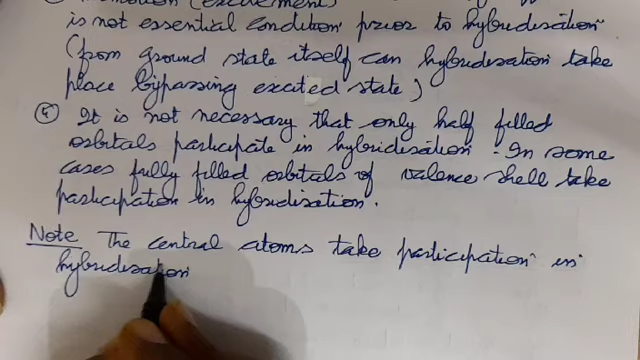 is not essential condition prior to hybridisation
(from ground state itself can hybridisation take
place bypassing excited state)
④ It is not necessary that only half filled
orbitals participate in hybridisation. In some
cases fully filled orbitals of valence shell take
participation in hybridisation.
Note The central atoms take participation in
hybridisation